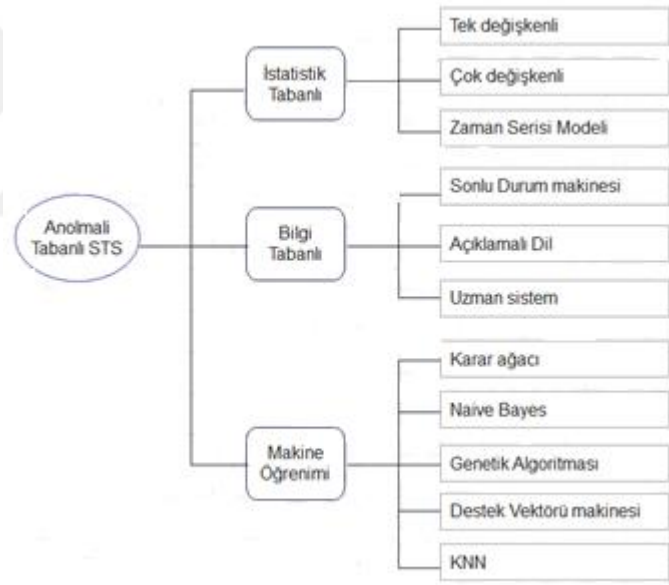 Anolmali
Tabanlı STS
İstatistik
Tabanlı
Tek değişkenli
Çok değişkenli
Zaman Serisi Modeli
Bilgi
Tabanlı
Sonlu Durum makinesi
Açıklamalı Dil
Uzman sistem
Makine
Öğrenimi
Karar ağacı
Naive Bayes
Genetik Algoritması
Destek Vektörü makinesi
KNN